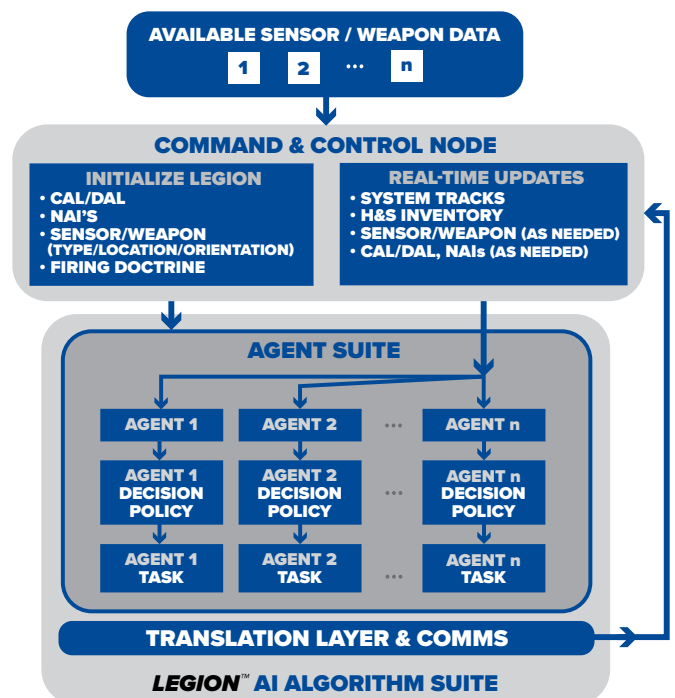 AVAILABLE SENSOR / WEAPON DATA
1 2 ... n
COMMAND & CONTROL NODE
INITIALIZE LEGION
• CAL/DAL
• NAI'S
• SENSOR/WEAPON
(TYPE/LOCATION/ORIENTATION)
• FIRING DOCTRINE
REAL-TIME UPDATES
• SYSTEM TRACKS
• H&S INVENTORY
• SENSOR/WEAPON (AS NEEDED)
• CAL/DAL, NAIs (AS NEEDED)
AGENT SUITE
AGENT 1 AGENT 2 ... AGENT n
AGENT 1
DECISION
POLICY
AGENT 2
DECISION
POLICY
...
AGENT n
DECISION
POLICY
AGENT 1
TASK
AGENT 2
TASK
...
AGENT n
TASK
TRANSLATION LAYER & COMMS
LEGION™ AI ALGORITHM SUITE